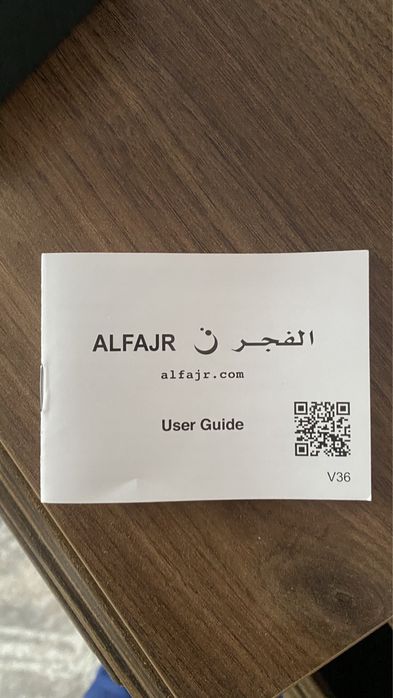 ALFAJR الفجر
alfajr.com
User Guide
V36